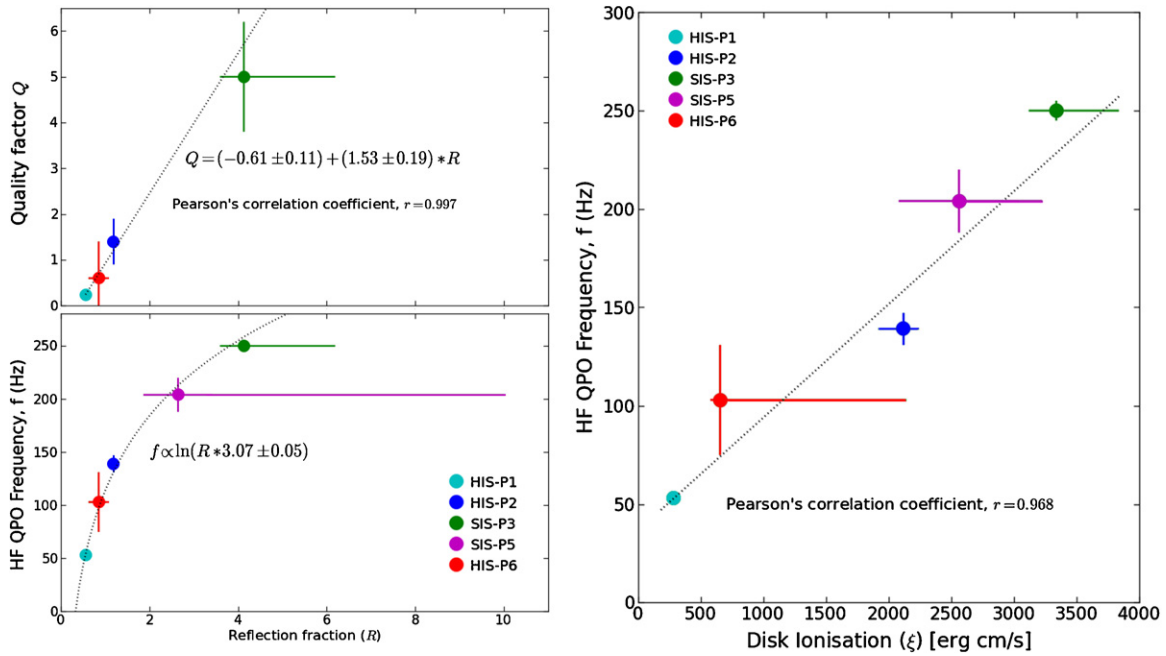 6
5
4
3
2
1
0
Quality factor Q
Q=(−0.61±0.11)+(1.53±0.19)∗R
Pearson's correlation coefficient, r=0.997
250
200
150
100
50
0
HF QPO Frequency, f (Hz)
f∝ln(R∗3.07±0.05)
HIS-P1
HIS-P2
SIS-P3
SIS-P5
HIS-P6
0 2 4 6 8 10
Reflection fraction (R)
300
250
200
150
100
50
0
HF QPO Frequency, f (Hz)
HIS-P1
HIS-P2
SIS-P3
SIS-P5
HIS-P6
Pearson's correlation coefficient, r=0.968
0 500 1000 1500 2000 2500 3000 3500 4000
Disk Ionisation (ξ) [erg cm/s]